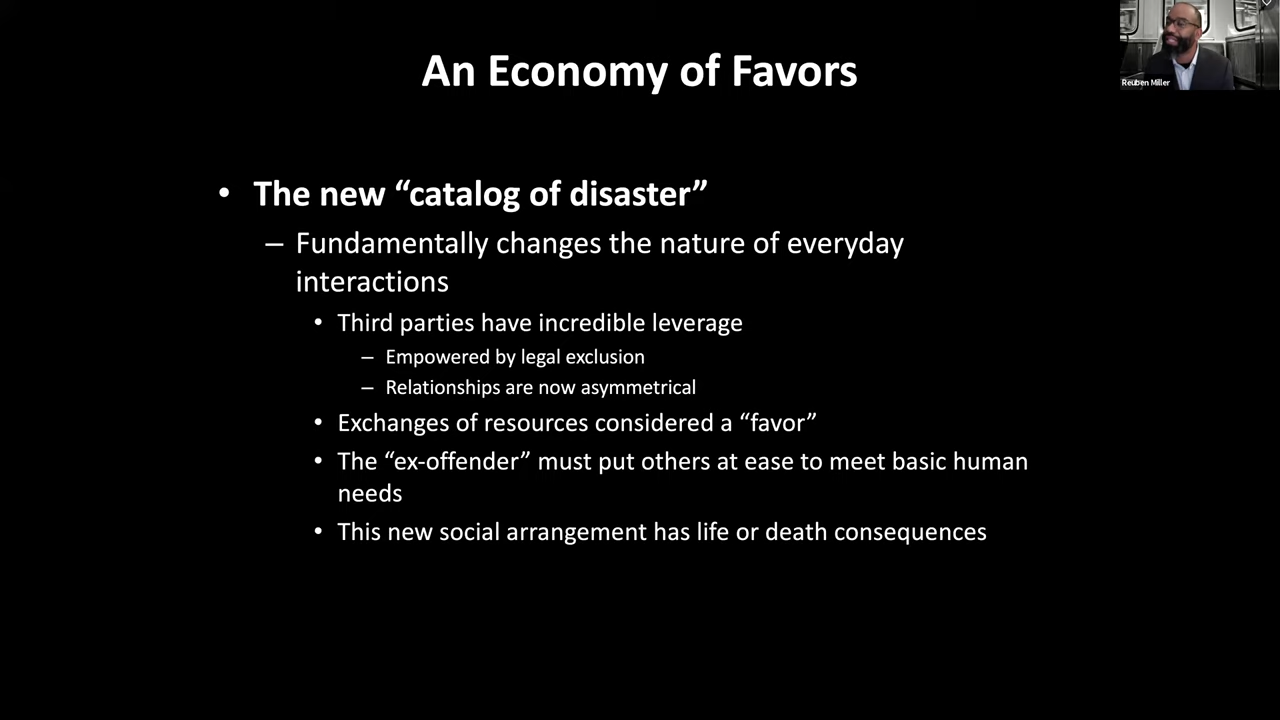 An Economy of Favors
Reuben Miller
• The new “catalog of disaster”
– Fundamentally changes the nature of everyday
interactions
• Third parties have incredible leverage
– Empowered by legal exclusion
– Relationships are now asymmetrical
• Exchanges of resources considered a “favor”
• The “ex-offender” must put others at ease to meet basic human
needs
• This new social arrangement has life or death consequences